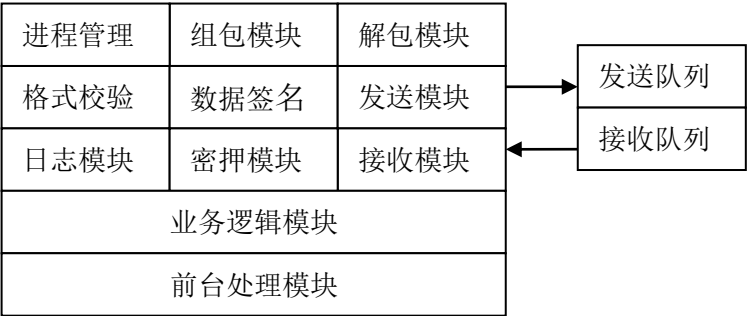 进程管理 组包模块 解包模块
格式校验 数据签名 发送模块
日志模块 密押模块 接收模块
业务逻辑模块
前台处理模块
发送队列
接收队列